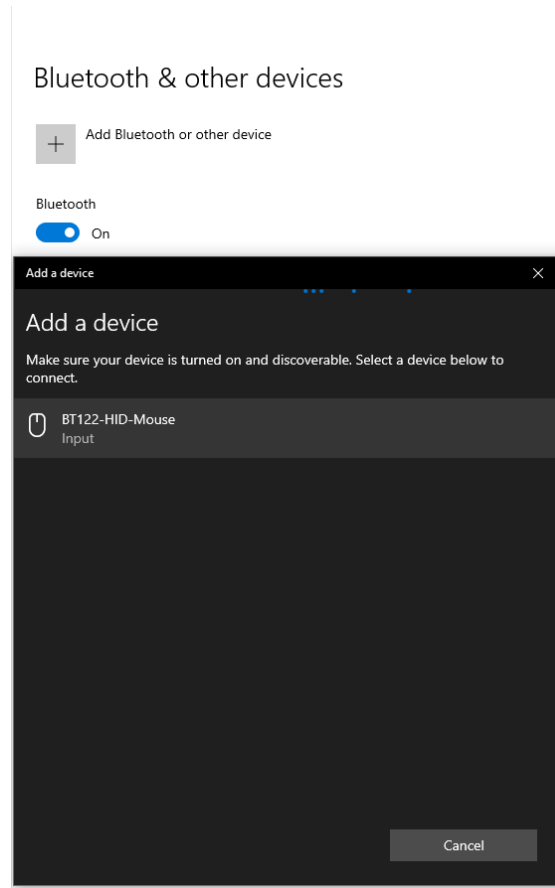 Bluetooth & other devices
Add Bluetooth or other device
Bluetooth
On
Add a device
Add a device
Make sure your device is turned on and discoverable. Select a device below to
connect.
BT122-HID-Mouse
Input
Cancel